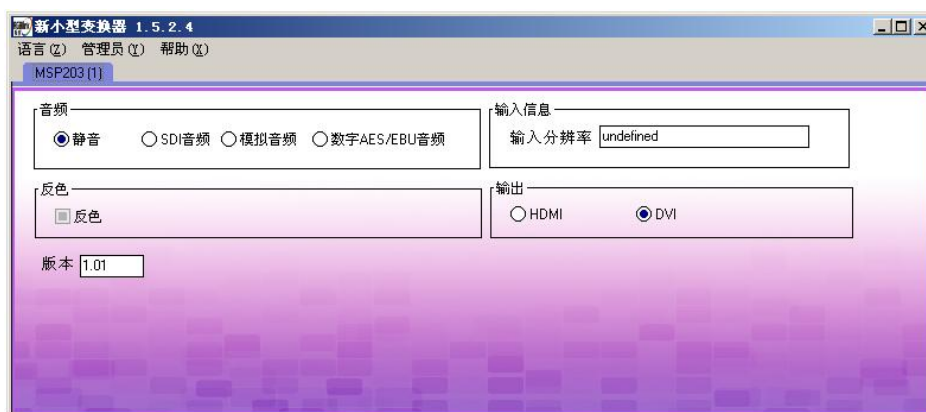 新小型变换器 1.5.2.4
语言(Z) 管理员(Y) 帮助(X)
MSP203 (1)
音频
静音 SDI音频 模拟音频 数字AES/EBU音频
输入信息
输入分辨率 undefined
反色
反色
输出
HDMI DVI
版本 1.01